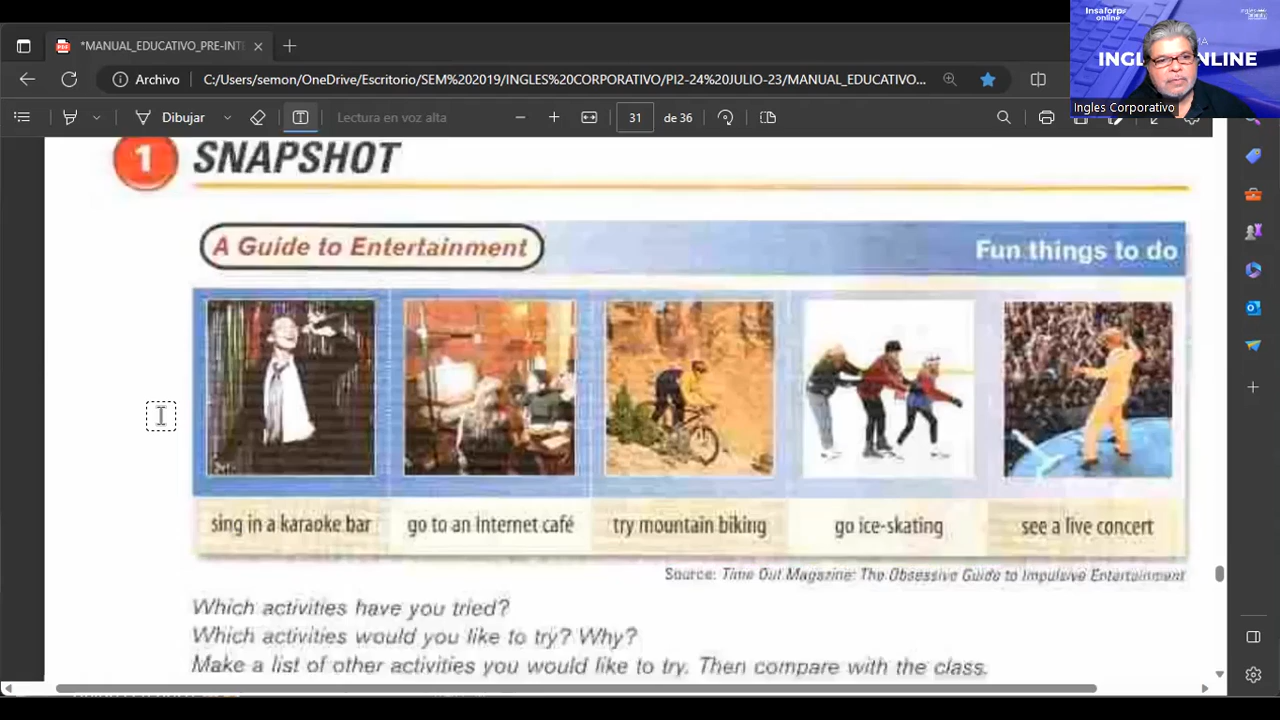 *MANUAL_EDUCATIVO_PRE-INT
Archivo
C:/Users/semon/OneDrive/Escritorio/SEM%202019/INGLES%20CORPORATIVO/PI2-24%20JULIO-23/MANUAL_EDUCATIVO...
Dibujar
Lectura en voz alta
31
de 36
Insaforp
online
INGL
NLINE
Ingles Corporativo
1 SNAPSHOT
A Guide to Entertainment
Fun things to do
sing in a karaoke bar
go to an Internet café
try mountain biking
go ice-skating
see a live concert
Source: Time Out Magazine: The Obsessive Guide to Impulsive Entertainment
Which activities have you tried?
Which activities would you like to try? Why?
Make a list of other activities you would like to try. Then compare with the class.